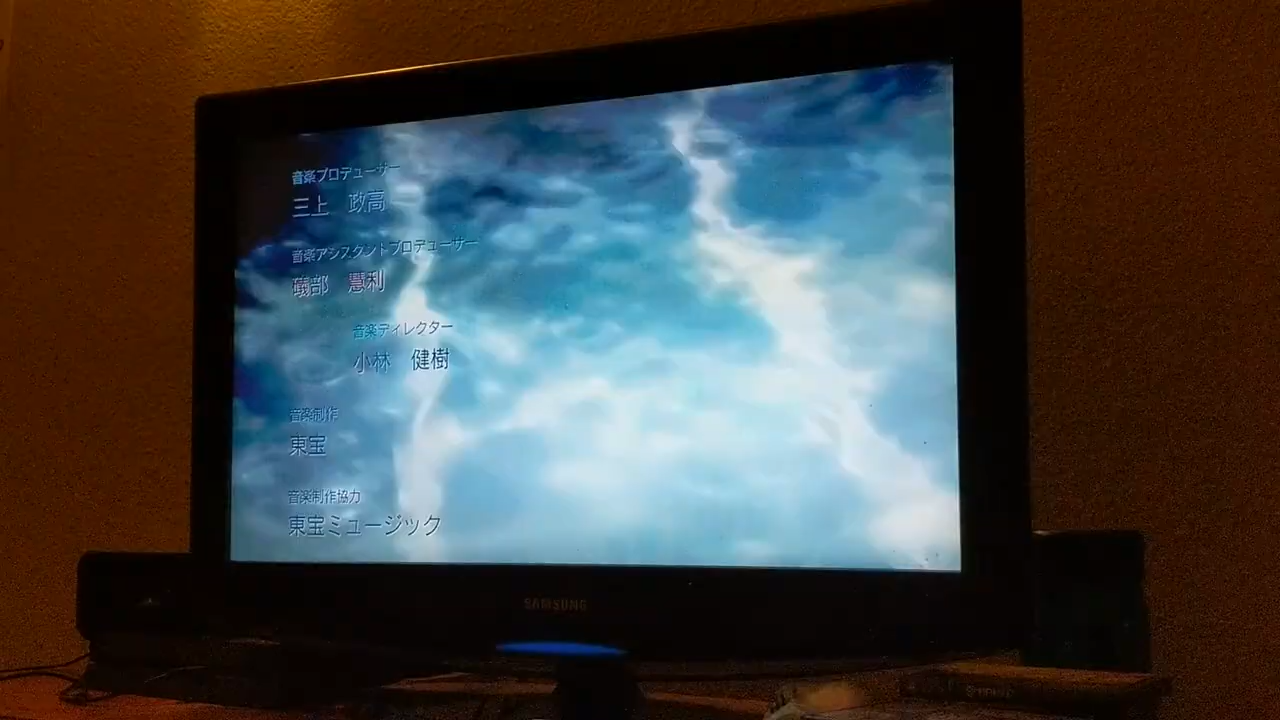 音楽プロデューサー
三上 政高
音楽アシスタントプロデューサー
礒部 慧利
音楽ディレクター
小林 健樹
音楽制作
東宝
音楽制作協力
東宝ミュージック
SAMSUNG